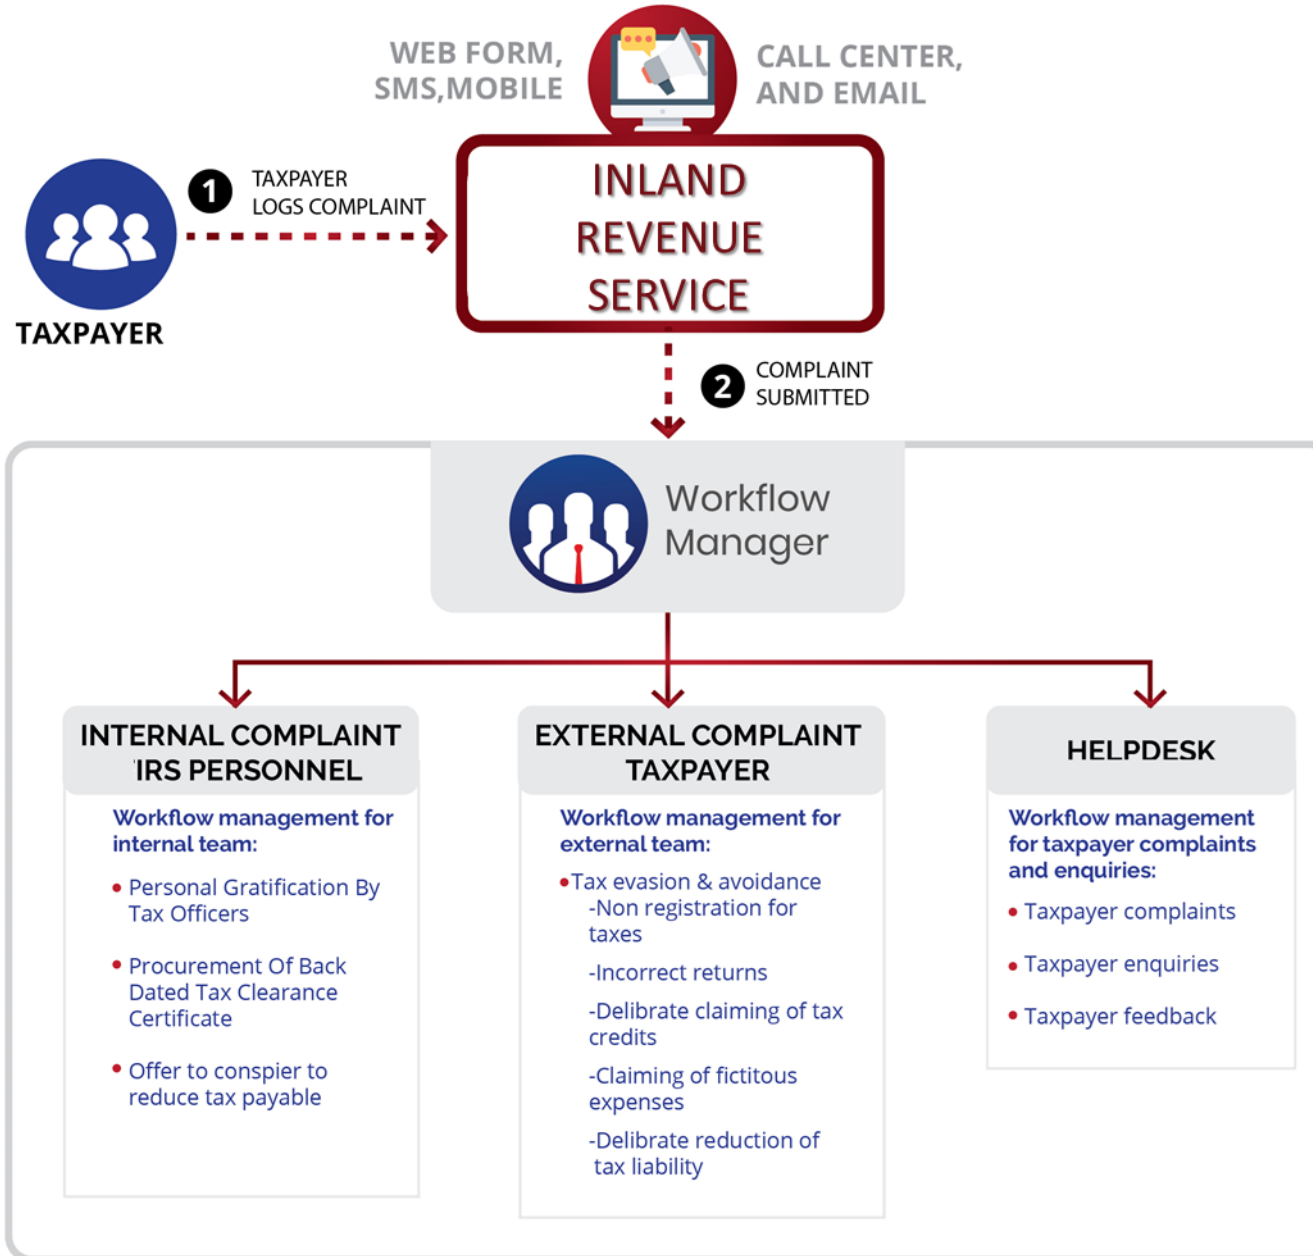 WEB FORM,
SMS,MOBILE
CALL CENTER,
AND EMAIL
INLAND
REVENUE
SERVICE
1
TAXPAYER
LOGS COMPLAINT
TAXPAYER
2
COMPLAINT
SUBMITTED
Workflow
Manager
INTERNAL COMPLAINT
IRS PERSONNEL
Workflow management for
internal team:
• Personal Gratification By
Tax Officers
• Procurement Of Back
Dated Tax Clearance
Certificate
• Offer to conspier to
reduce tax payable
EXTERNAL COMPLAINT
TAXPAYER
Workflow management for
external team:
•Tax evasion & avoidance
-Non registration for
taxes
-Incorrect returns
-Delibrate claiming of tax
credits
-Claiming of fictitous
expenses
-Delibrate reduction of
tax liability
HELPDESK
Workflow management
for taxpayer complaints
and enquiries:
• Taxpayer complaints
• Taxpayer enquiries
• Taxpayer feedback